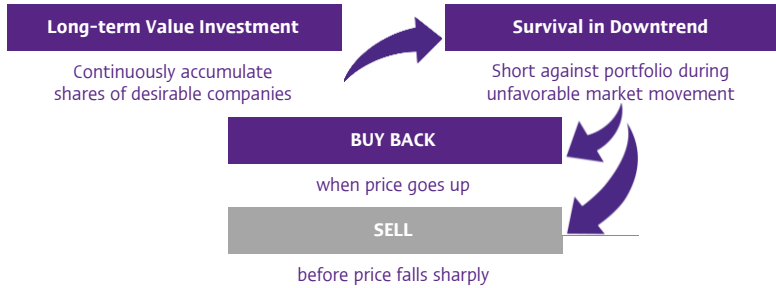 Long-term Value Investment
Survival in Downtrend
Continuously accumulate
shares of desirable companies
Short against portfolio during
unfavorable market movement
BUY BACK
when price goes up
SELL
before price falls sharply